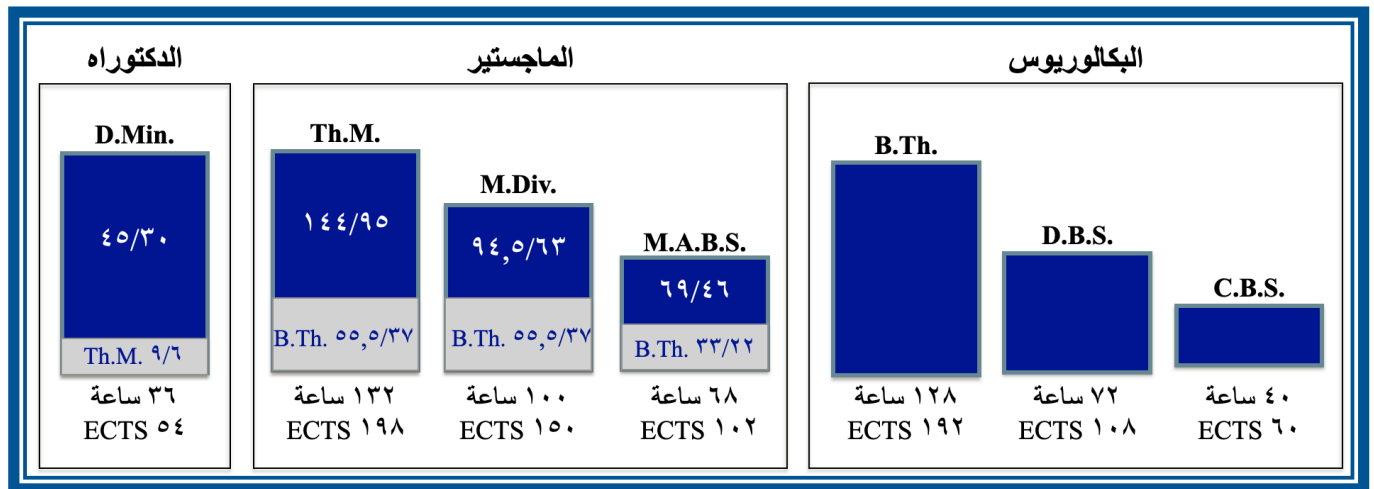 البكالوريوس
B.Th.
١٢٨ ساعة
ECTS ١٩٢
D.B.S.
٧٢ ساعة
ECTS ١٠٨
C.B.S.
٤٠ ساعة
ECTS ٦٠
الماجستير
Th.M.
١٤٤/٩٥
B.Th. ٥٥,٥/٣٧
١٣٢ ساعة
ECTS ١٩٨
M.Div.
٩٤,٥/٦٣
B.Th. ٥٥,٥/٣٧
١٠٠ ساعة
ECTS ١٥٠
M.A.B.S.
٦٩/٤٦
B.Th. ٣٣/٢٢
٦٨ ساعة
ECTS ١٠٢
الدكتوراه
D.Min.
٤٥/٣٠
Th.M. ٩/٦
٣٦ ساعة
ECTS ٥٤